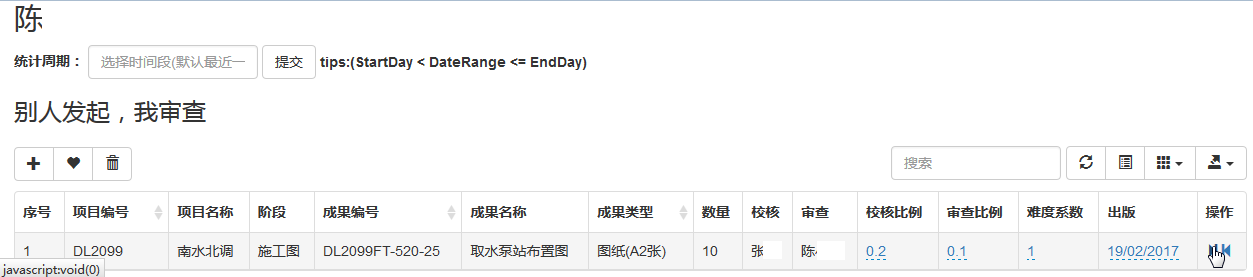 陈
统计周期： 选择时间段(默认最近一 提交 tips:(StartDay < DateRange <= EndDay)
别人发起，我审查
搜索
序号 项目编号 项目名称 阶段 成果编号 成果名称 成果类型 数量 校核 审查 校核比例 审查比例 难度系数 出版 操作
1 DL2099 南水北调 施工图 DL2099FT-520-25 取水泵站布置图 图纸(A2张) 10 张 陈 0.2 0.1 1 19/02/2017
javascript:void(0)